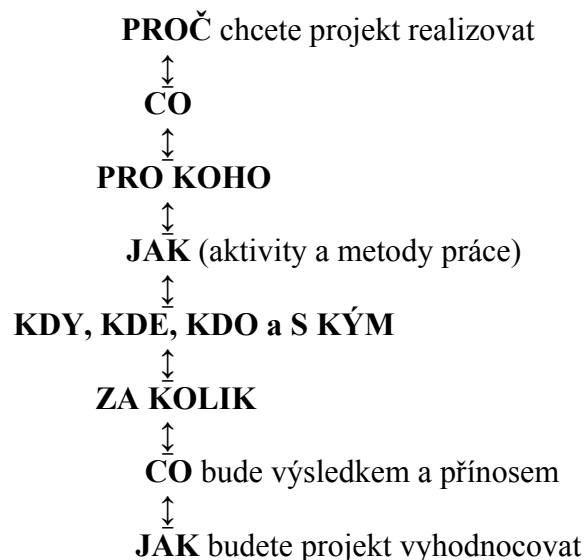 PROČ chcete projekt realizovat
↨
CO
↨
PRO KOHO
↨
JAK (aktivity a metody práce)
↨
KDY, KDE, KDO a S KÝM
↨
ZA KOLIK
↨
CO bude výsledkem a přínosem
↨
JAK budete projekt vyhodnocovat